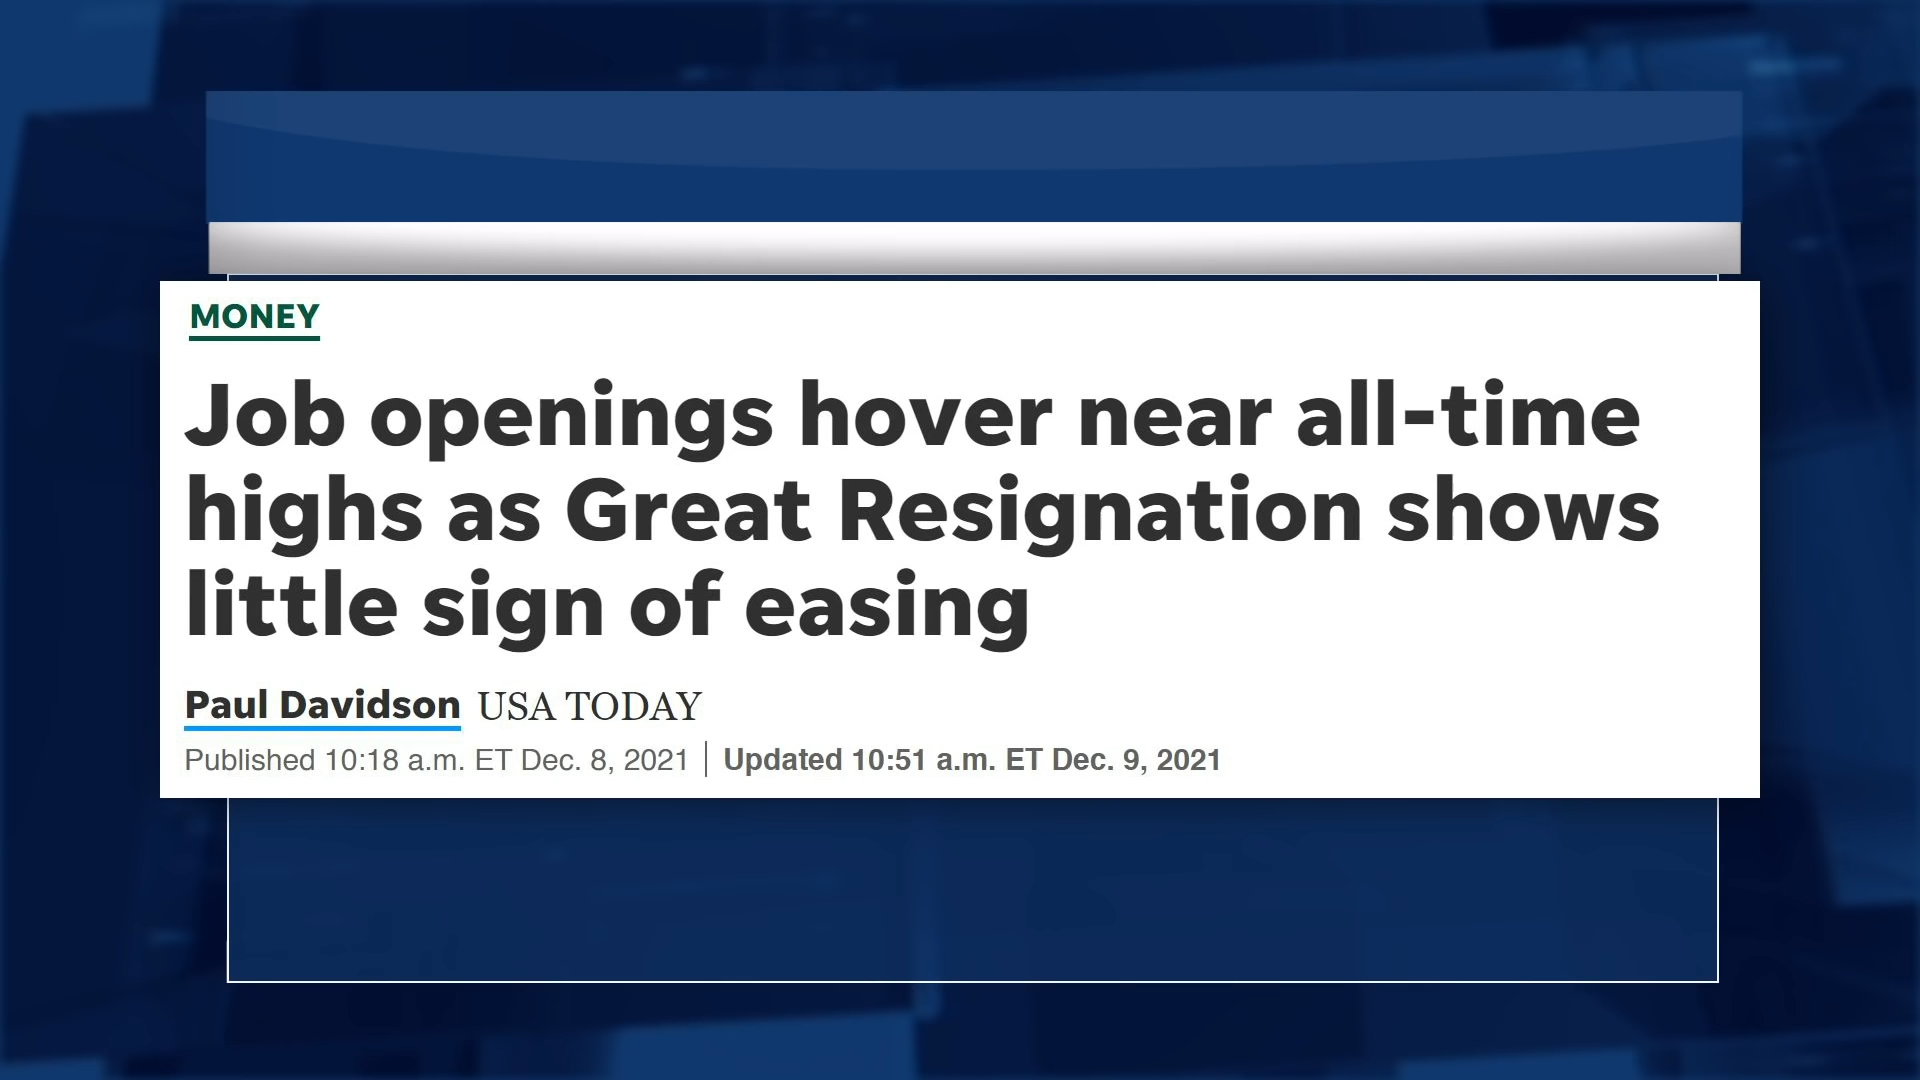 MONEY
Job openings hover near all-time
highs as Great Resignation shows
little sign of easing
Paul Davidson USA TODAY
Published 10:18 a.m. ET Dec. 8, 2021 | Updated 10:51 a.m. ET Dec. 9, 2021